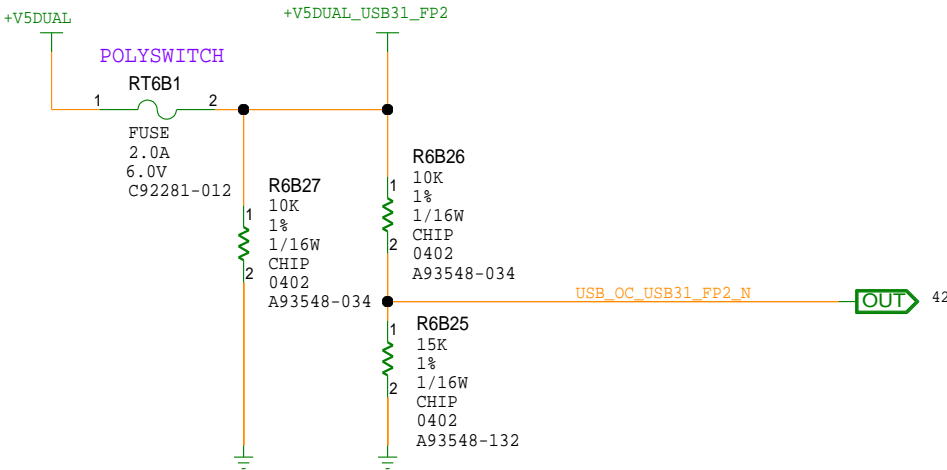 +V5DUAL
+V5DUAL_USB31_FP2
POLYSWITCH
RT6B1
1
2
FUSE
2.0A
6.0V
C92281-012
R6B27
1
10K
1%
1/16W
CHIP
2
0402
A93548-034
R6B26
10K
1
1%
1/16W
CHIP
2
0402
A93548-034
USB_OC_USB31_FP2_N
OUT
42
R6B25
1
15K
1%
1/16W
2
CHIP
0402
A93548-132